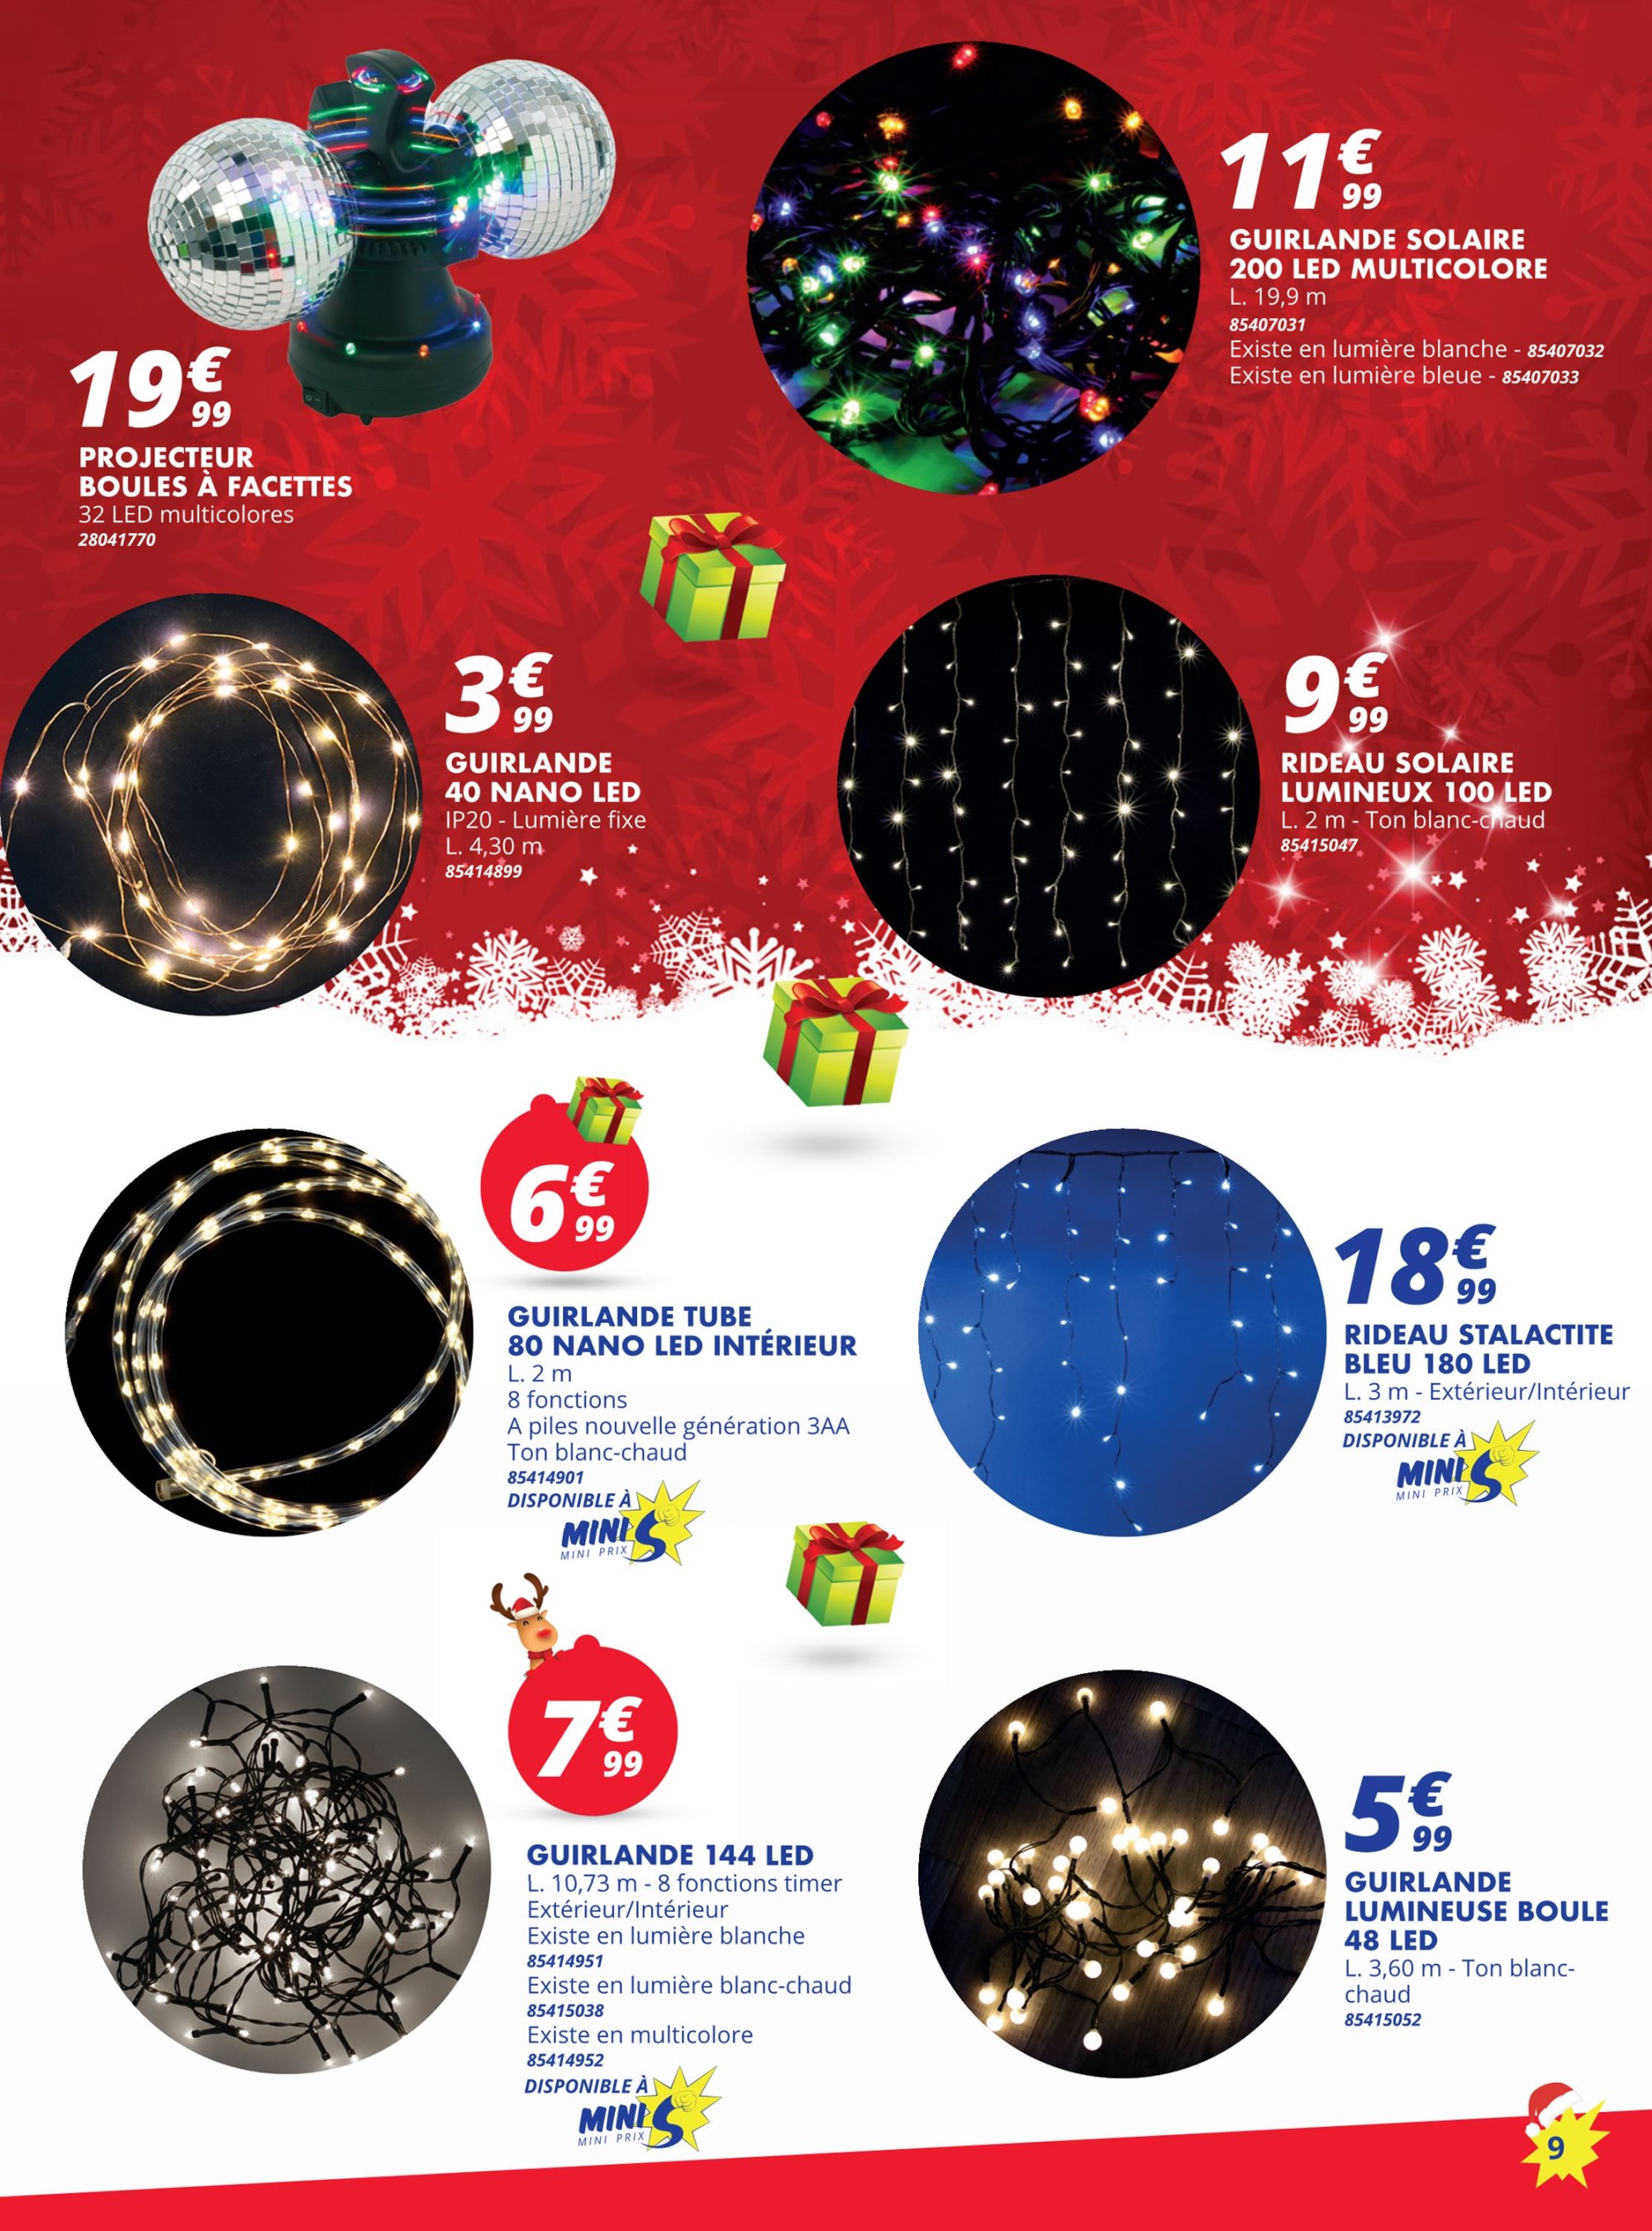 19€99
PROJECTEUR
BOULES À FACETTES
32 LED multicolores
28041770
11€99
GUIRLANDE SOLAIRE
200 LED MULTICOLORE
L. 19,9 m
85407031
Existe en lumière blanche - 85407032
Existe en lumière bleue - 85407033
3€99
GUIRLANDE
40 NANO LED
IP20 - Lumière fixe
L. 4,30 m
85414899
9€99
RIDEAU SOLAIRE
LUMINEUX 100 LED
L. 2 m - Ton blanc-chaud
85415047
6€99
GUIRLANDE TUBE
80 NANO LED INTÉRIEUR
L. 2 m
8 fonctions
A piles nouvelle génération 3AA
Ton blanc-chaud
85414901
DISPONIBLE À
MINI S
MINI PRIX
18€99
RIDEAU STALACTITE
BLEU 180 LED
L. 3 m - Extérieur/Intérieur
85413972
DISPONIBLE À
MINI S
MINI PRIX
7€99
GUIRLANDE 144 LED
L. 10,73 m - 8 fonctions timer
Extérieur/Intérieur
Existe en lumière blanche
85414951
Existe en lumière blanc-chaud
85415038
Existe en multicolore
85414952
DISPONIBLE À
MINI S
MINI PRIX
5€99
GUIRLANDE
LUMINEUSE BOULE
48 LED
L. 3,60 m - Ton blanc-
chaud
85415052
9